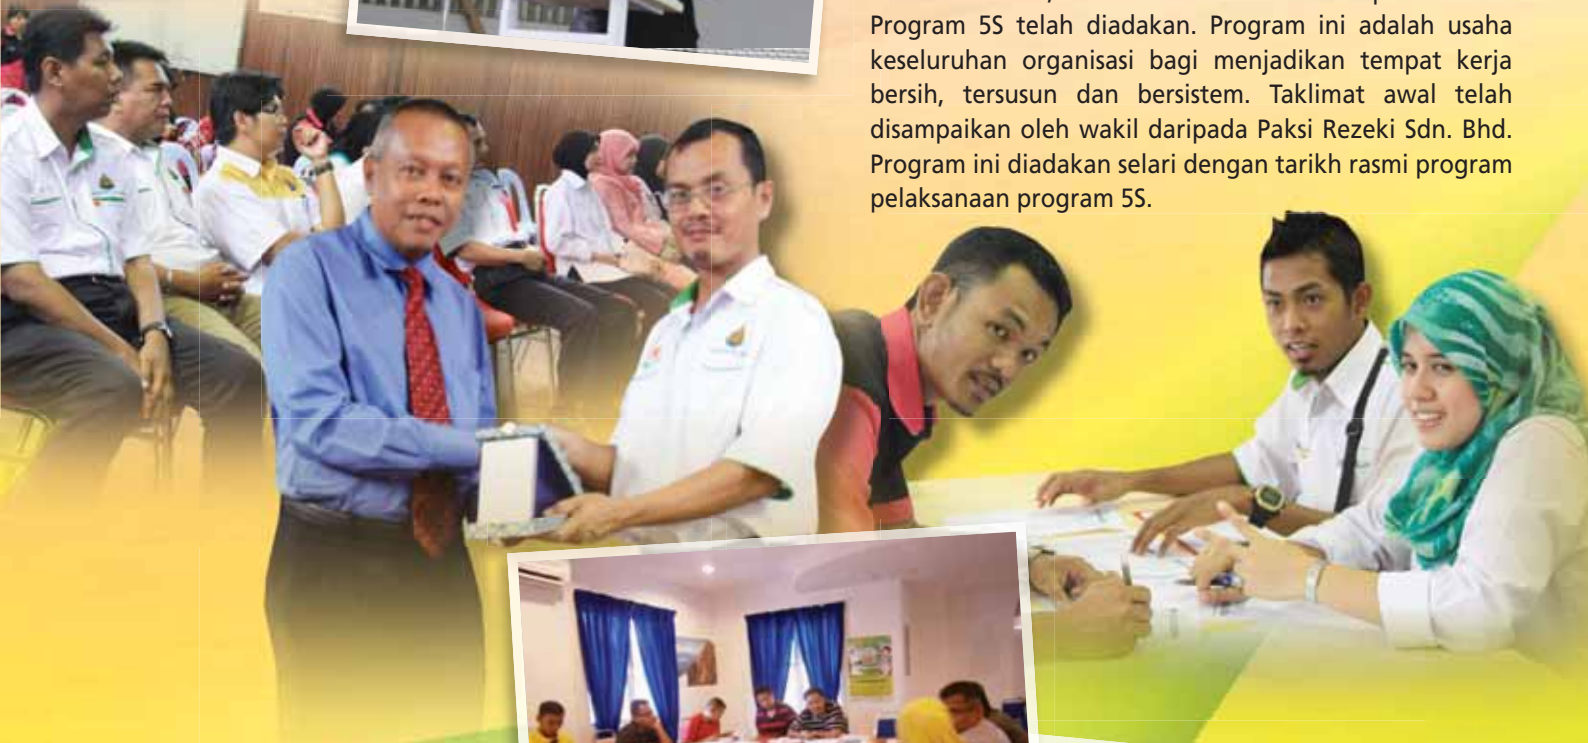 Program 5S telah diadakan. Program ini adalah usaha
keseluruhan organisasi bagi menjadikan tempat kerja
bersih, tersusun dan bersistem. Taklimat awal telah
disampaikan oleh wakil daripada Paksi Rezeki Sdn. Bhd.
Program ini diadakan selari dengan tarikh rasmi program
pelaksanaan program 5S.